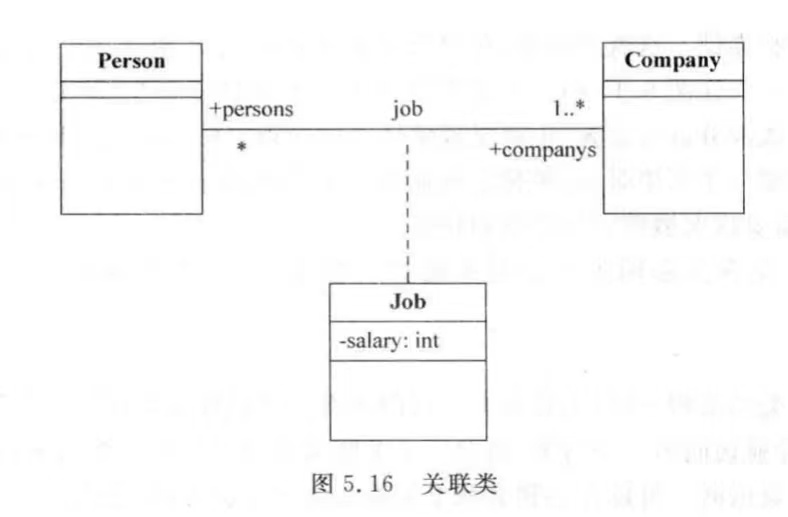 Person
Company
+persons
job
1..*
*
+companys
Job
-salary: int
图 5.16 关联类